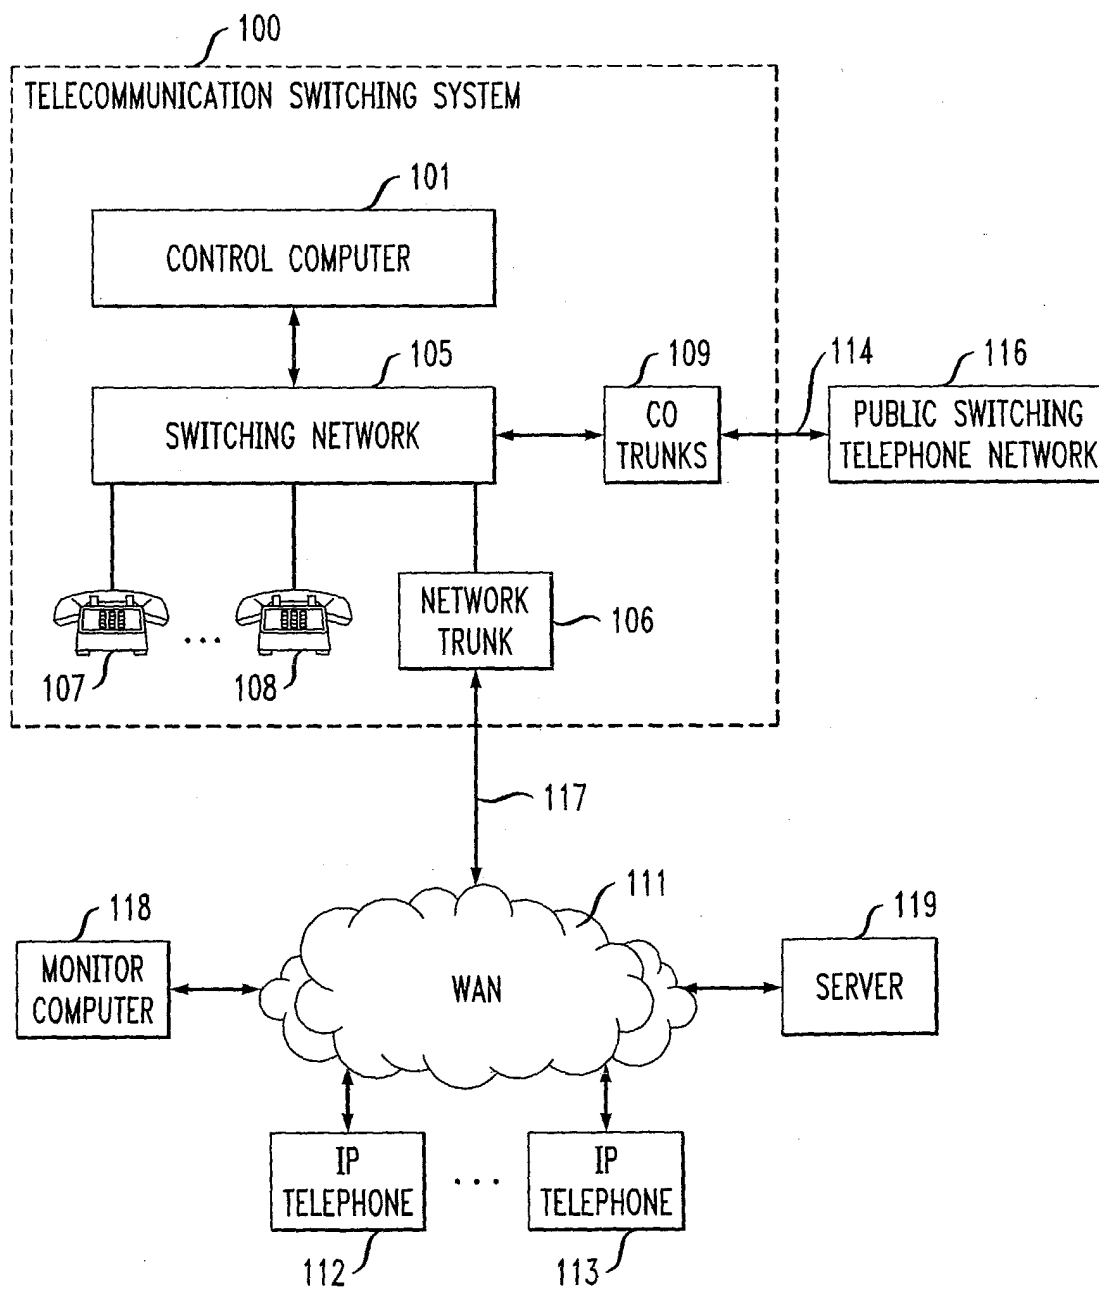 100
TELECOMMUNICATION SWITCHING SYSTEM
101
CONTROL COMPUTER
105
SWITCHING NETWORK
109
CO
TRUNKS
114
116
PUBLIC SWITCHING
TELEPHONE NETWORK
NETWORK
TRUNK
106
107
...
108
117
111
WAN
118
MONITOR
COMPUTER
119
SERVER
IP
TELEPHONE
112
...
IP
TELEPHONE
113